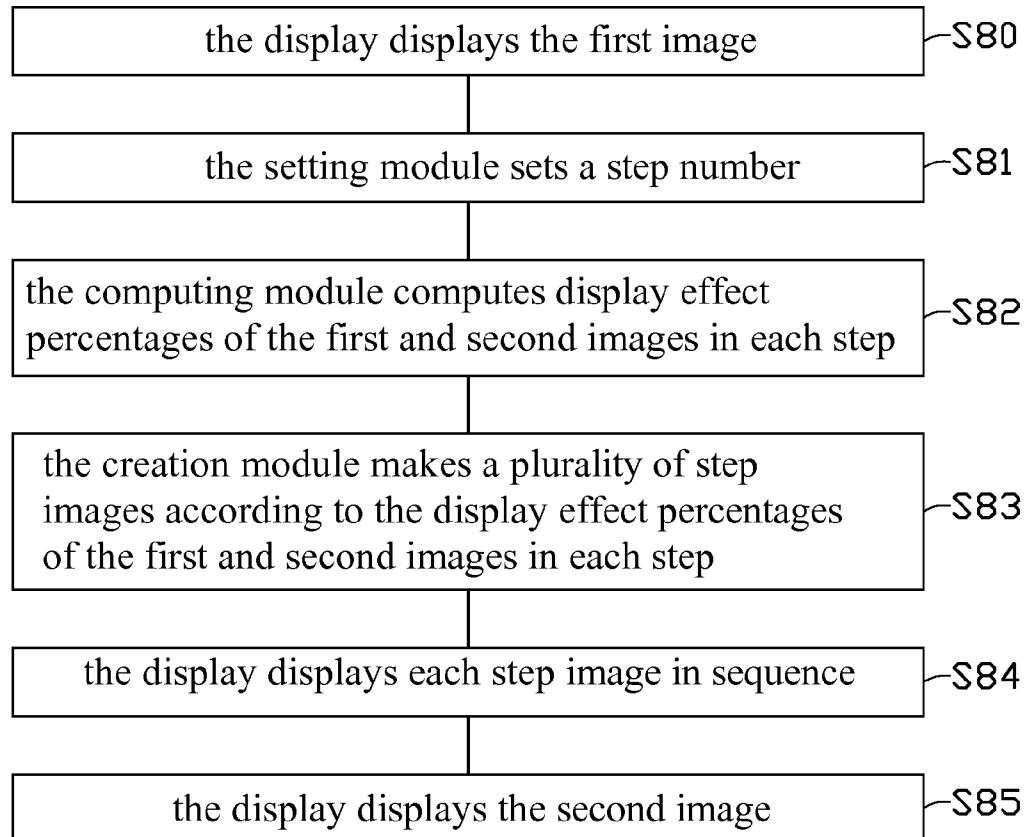 the display displays the first image
S80
the setting module sets a step number
S81
the computing module computes display effect
percentages of the first and second images in each step
S82
the creation module makes a plurality of step
images according to the display effect percentages
of the first and second images in each step
S83
the display displays each step image in sequence
S84
the display displays the second image
S85